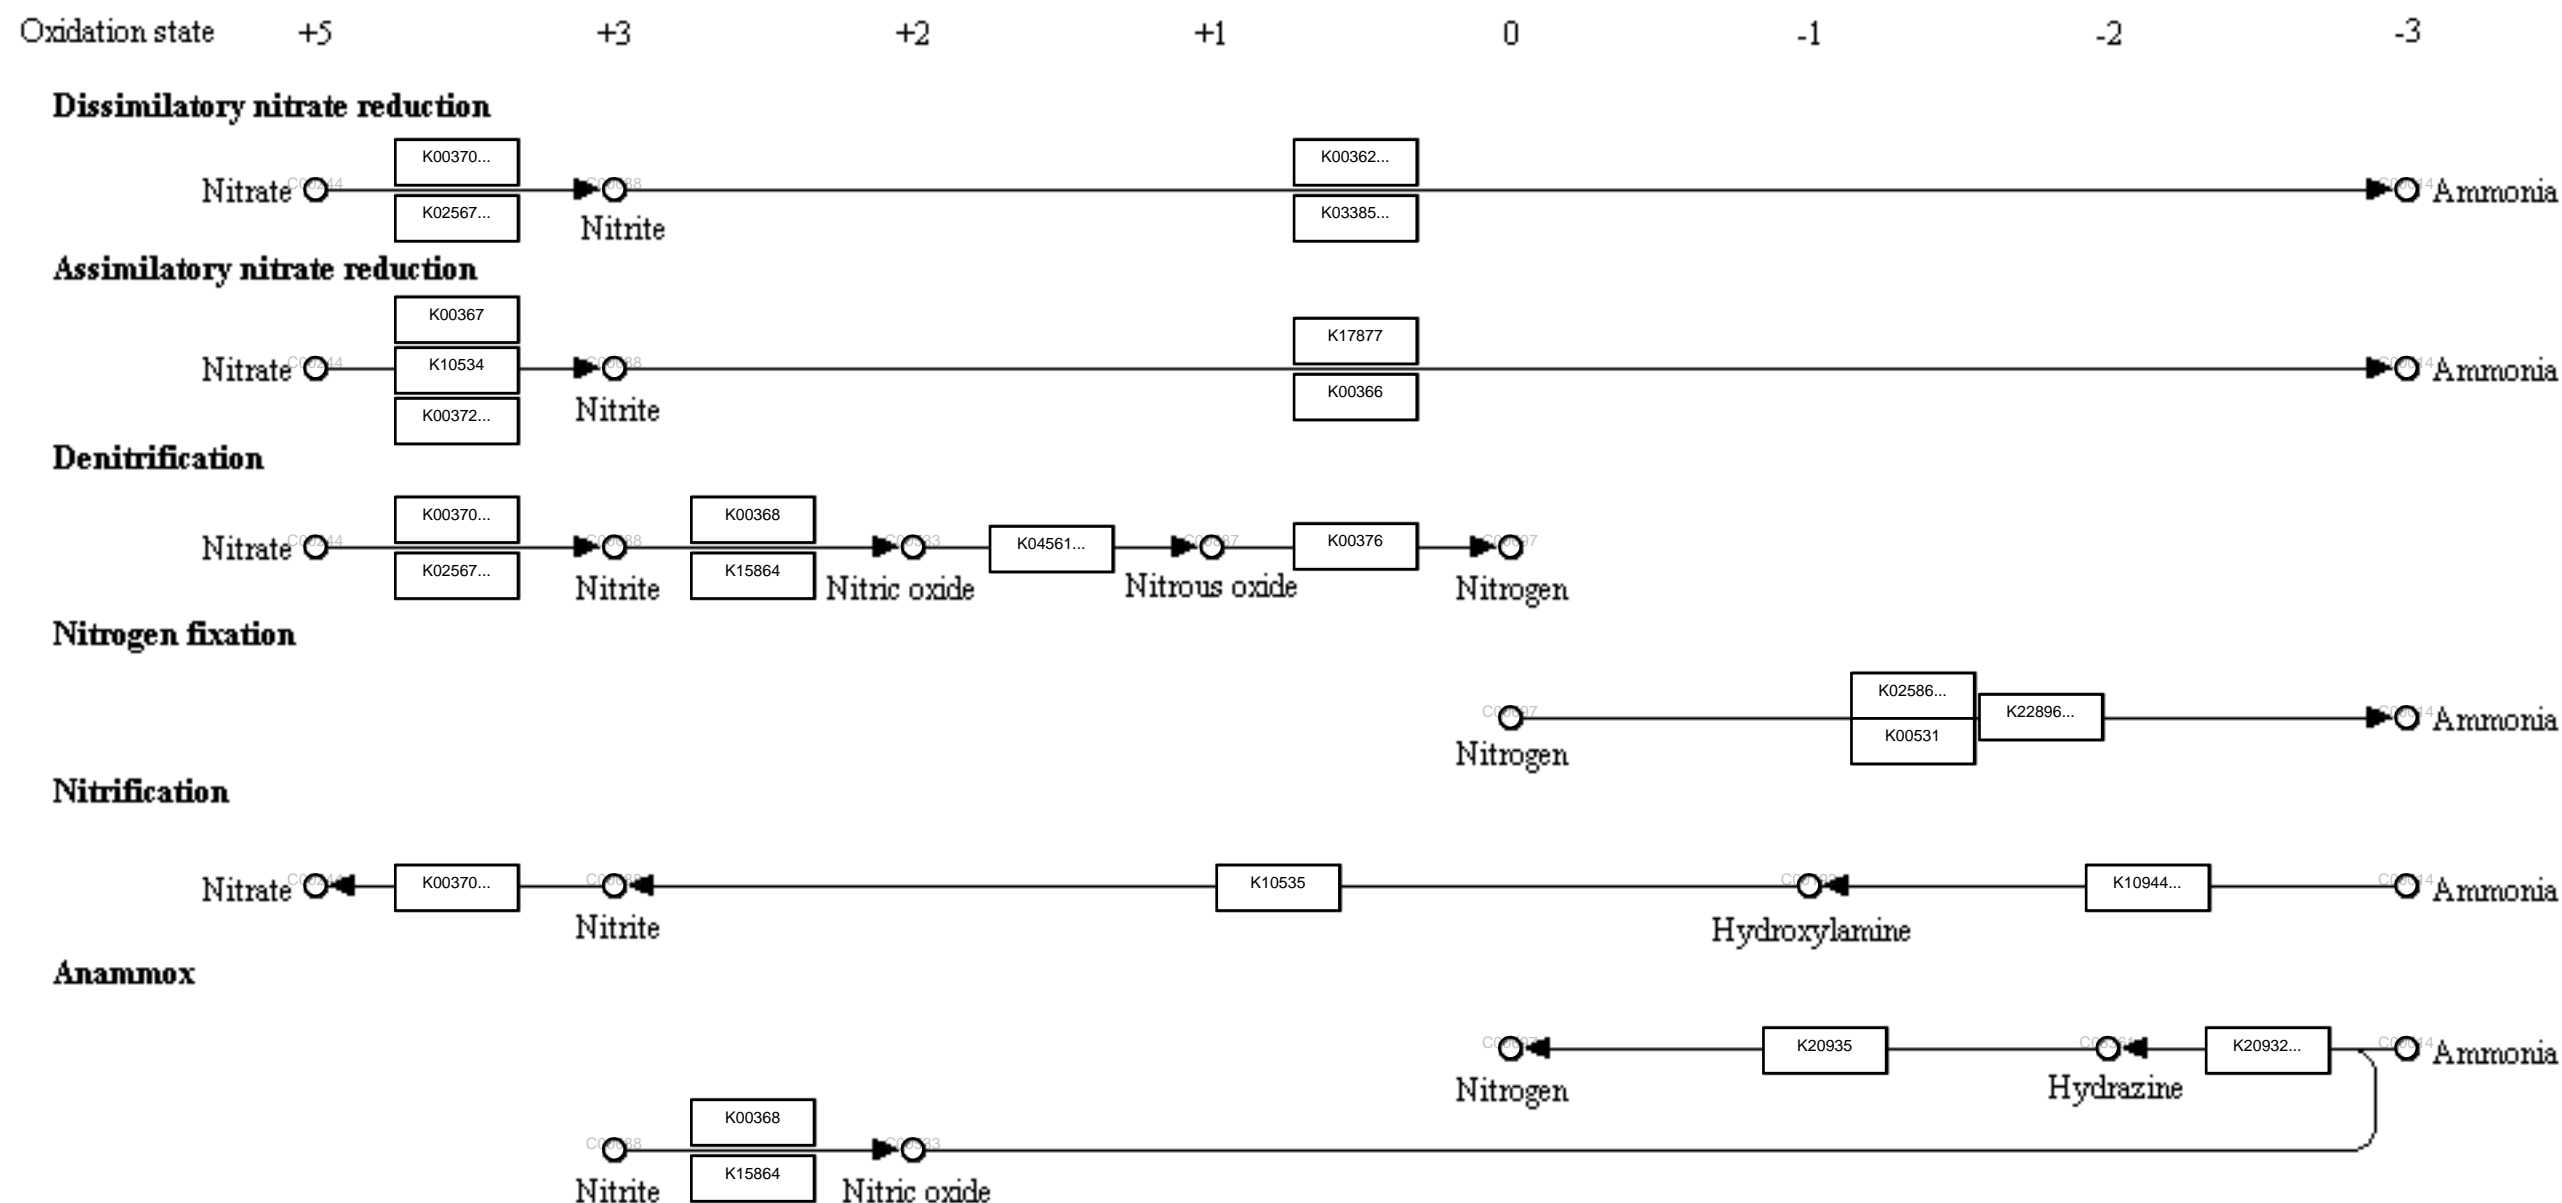 Oxidation state +5 +3 +2 +1 0 -1 -2 -3
Dissimilatory nitrate reduction
K00370... K00362...
Nitrate Ammonia
K02567... K03385...
Nitrite
Assimilatory nitrate reduction
K00367
K17877
Nitrate K10534 Ammonia
K00366
K00372... Nitrite
Denitrification
K00370... K00368
Nitrate K04561... K00376
K02567... K15864
Nitrite Nitric oxide Nitrous oxide Nitrogen
Nitrogen fixation
K02586...
K22896... Ammonia
K00531
Nitrogen
Nitrification
Nitrate K00370... K10535 K10944... Ammonia
Nitrite Hydroxylamine
Anammox
K20935 K20932... Ammonia
Nitrogen Hydrazine
K00368
K15864
Nitrite Nitric oxide